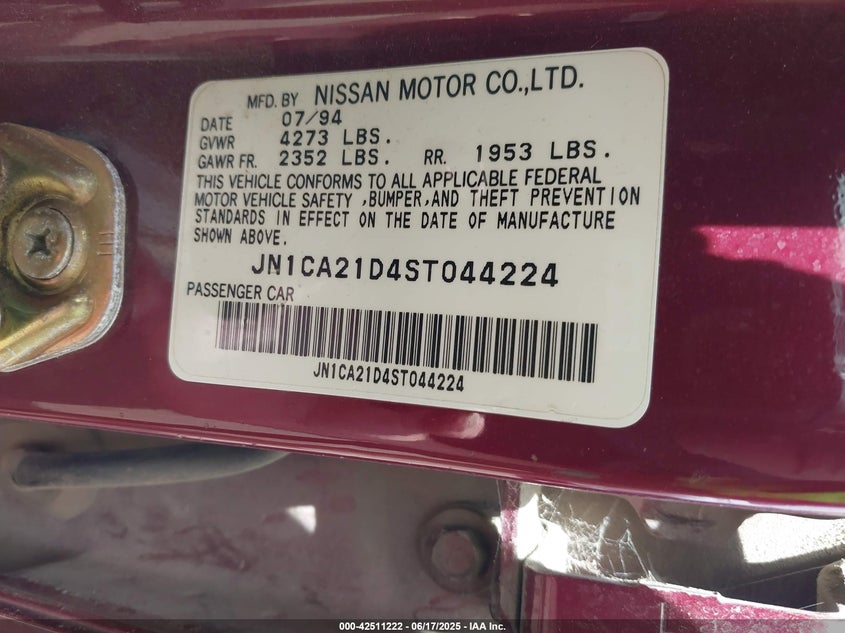 MFD. BY NISSAN MOTOR CO.,LTD.
DATE 07/94
GVWR 4273 LBS.
GAWR FR. 2352 LBS. RR. 1953 LBS.
THIS VEHICLE CONFORMS TO ALL APPLICABLE FEDERAL
MOTOR VEHICLE SAFETY ,BUMPER,AND THEFT PREVENTION
STANDARDS IN EFFECT ON THE DATE OF MANUFACTURE
SHOWN ABOVE.
JN1CA21D4ST044224
PASSENGER CAR
JN1CA21D4ST044224
000-42511222 - 06/17/2025 - IAA Inc.